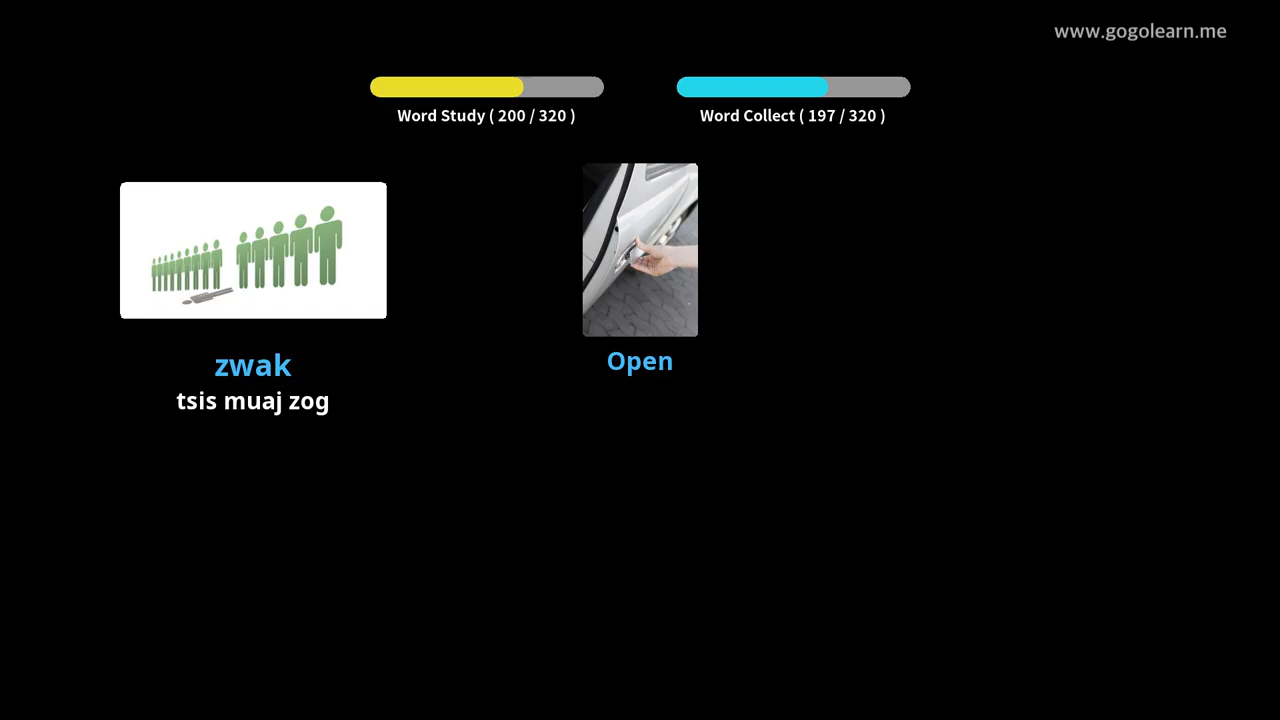 www.gogolearn.me
Word Study ( 200 / 320 )
Word Collect ( 197 / 320 )
zwak
tsis muaj zog
Open